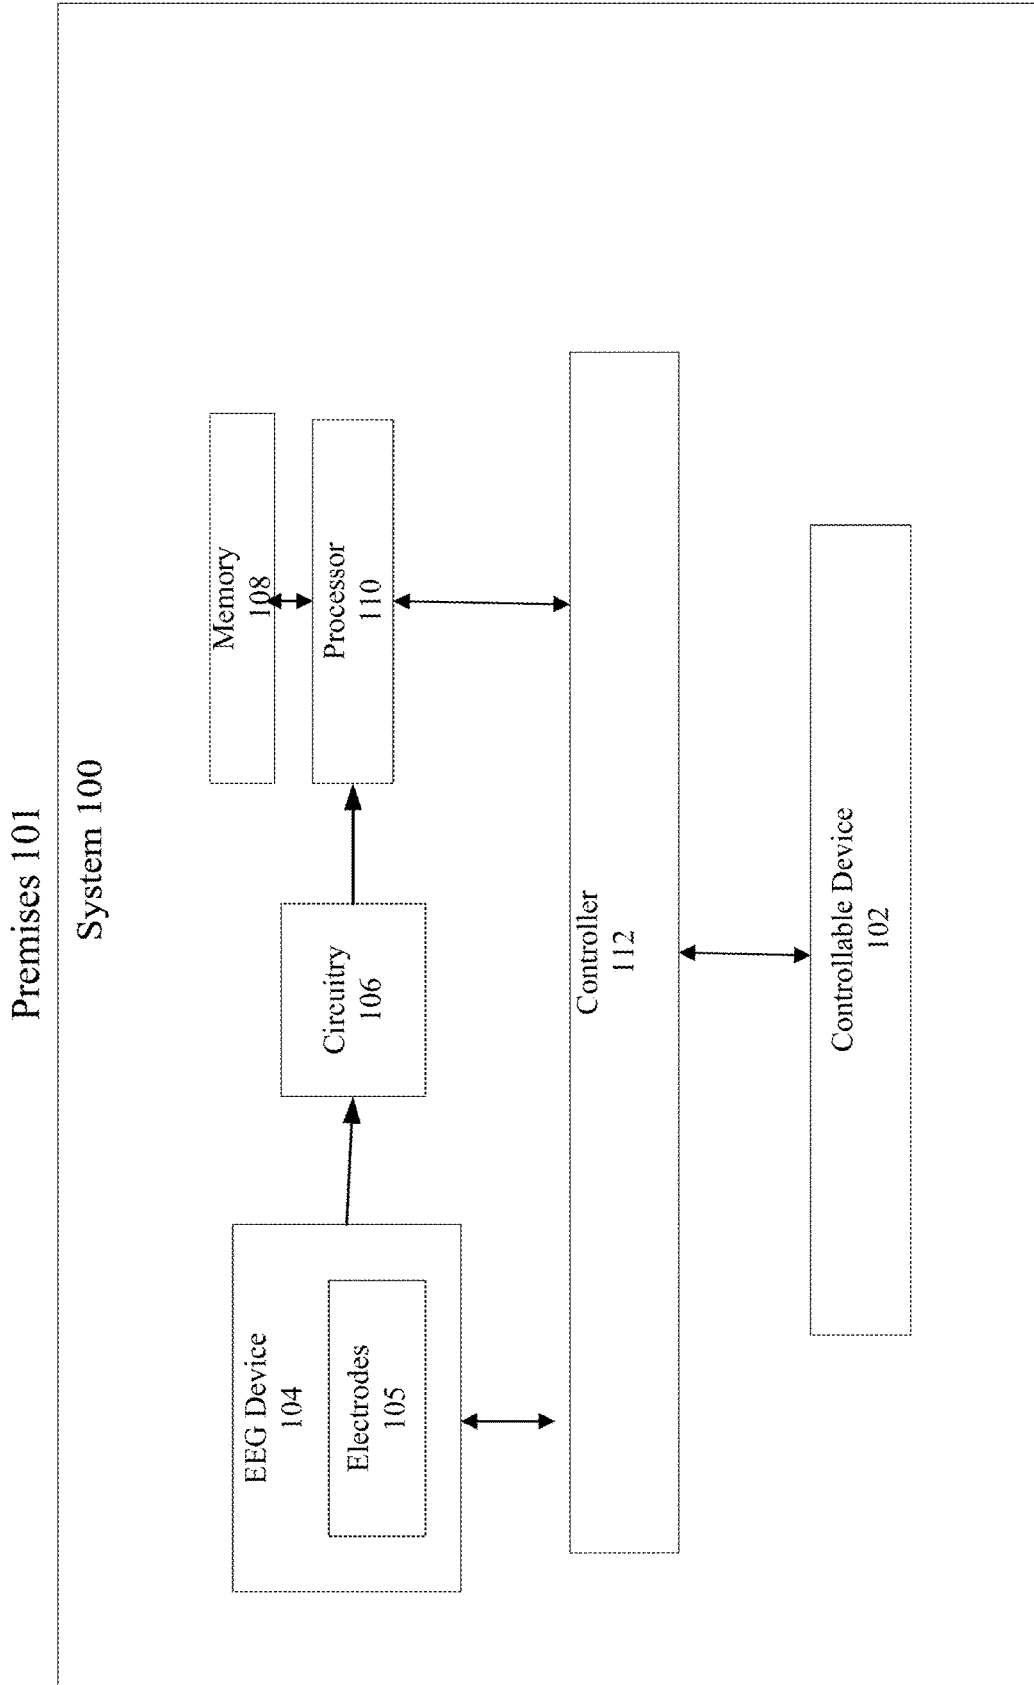 Premises 101
System 100
EEG Device
104
Electrodes
105
Circuitry
106
Memory
108
Processor
110
Controller
112
Controllable Device
102